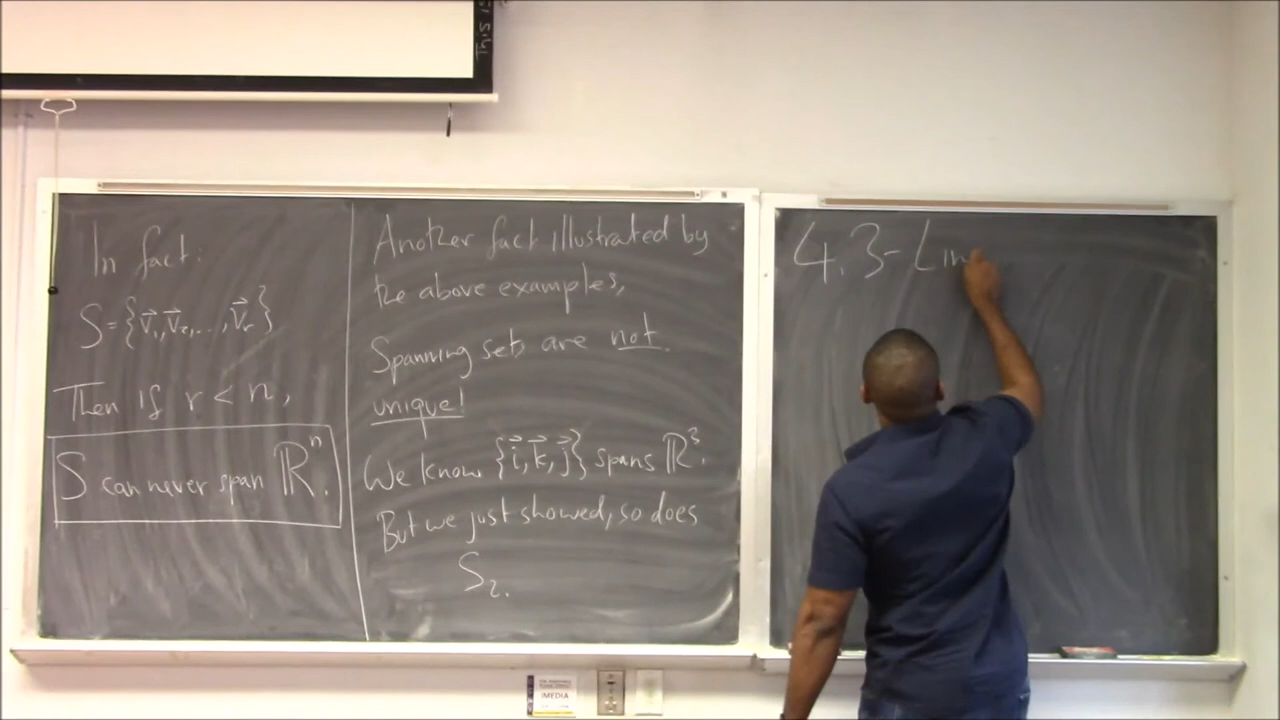 In fact:
S={v⃗₁,v⃗₂,...,v⃗ᵣ}
Then if r < n,
S can never span ℝⁿ.
Another fact illustrated by
the above examples,
Spanning sets are not
unique!
We know {i⃗,k⃗,j⃗} spans ℝ³.
But we just showed, so does
S₂.
4.3-Lin
iMEDIA